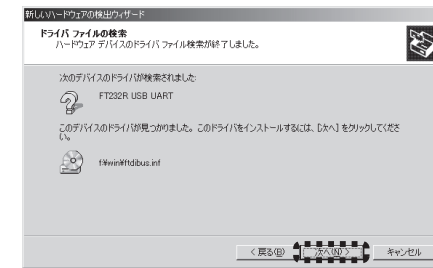 新しいハードウェアの検出ウィザード
ドライバ ファイルの検索
ハードウェア デバイスのドライバ ファイル検索が終了しました。
次のデバイスのドライバが検索されました:
FT232R USB UART
このデバイスのドライバが見つかりました。このドライバをインストールするには、[次へ] をクリックしてくださ
い。
f:¥win¥ftdibus.inf
< 戻る(B)
次へ(N) >
キャンセル